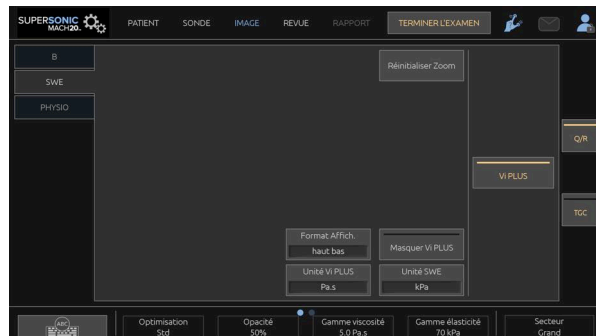 SUPERSONIC
MACH20™
PATIENT SONDE IMAGE REVUE RAPPORT TERMINER L'EXAMEN
B
SWE
PHYSIO
Réinitialiser Zoom
Q/R
Vi PLUS
TGC
Format Affich.
haut bas
Masquer Vi PLUS
Unité Vi PLUS
Pa.s
Unité SWE
kPa
ABC
Optimisation
Std
Opacité
50%
Gamme viscosité
5.0 Pa.s
Gamme élasticité
70 kPa
Secteur
Grand